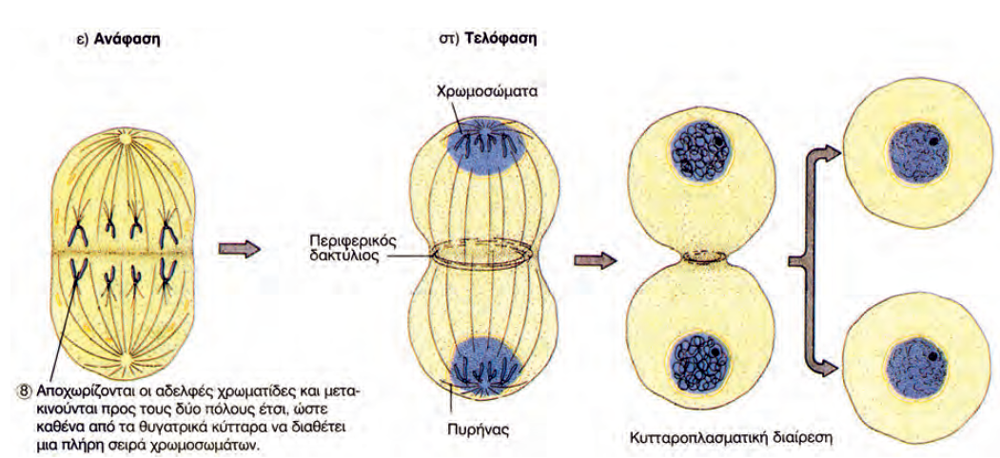 ε) Ανάφαση
στ) Τελόφαση
Χρωμοσώματα
Περιφερικός
δακτύλιος
⑧ Αποχωρίζονται οι αδελφές χρωματίδες και μετα-
κινούνται προς τους δύο πόλους έτσι, ώστε
καθένα από τα θυγατρικά κύτταρα να διαθέτει
μια πλήρη σειρά χρωμοσωμάτων.
Πυρήνας
Κυτταροπλασματική διαίρεση